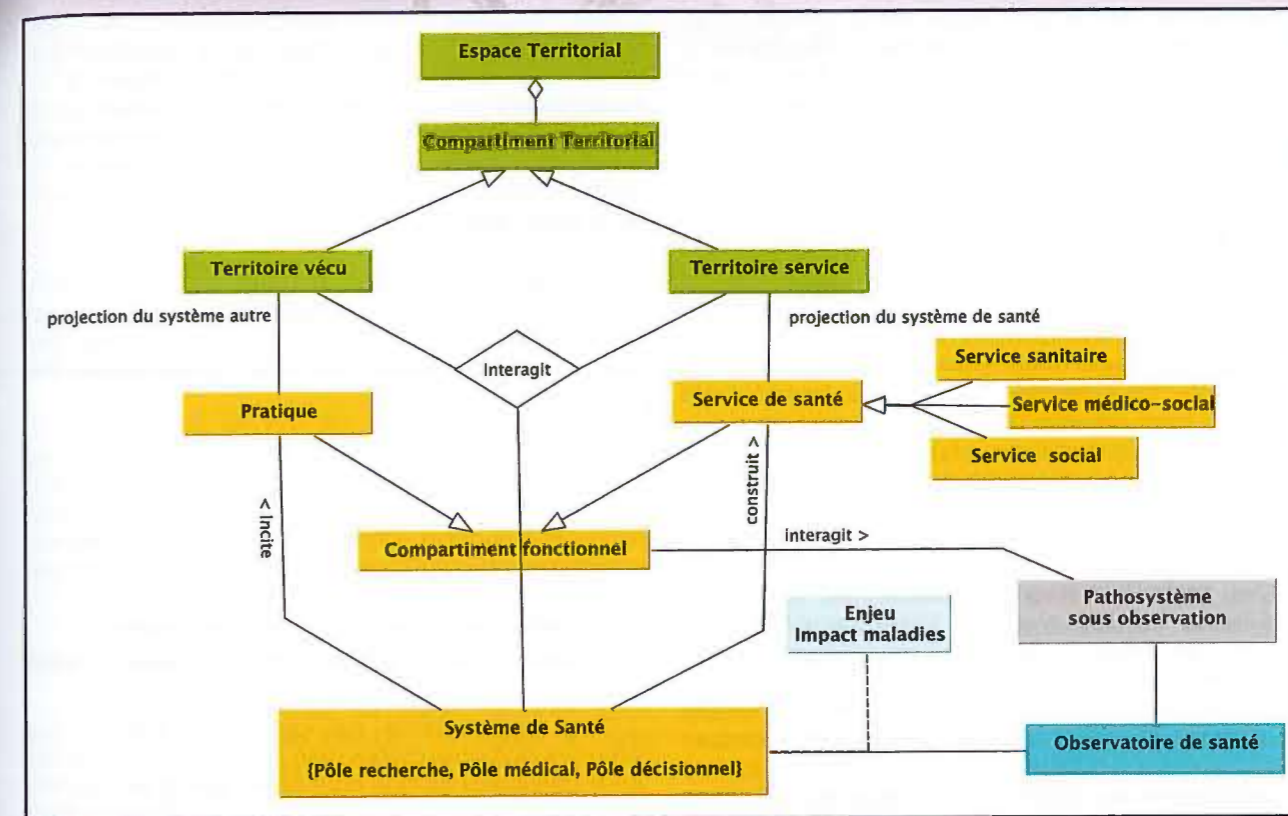 Espace Territorial
Compartiment Territorial
Territoire vécu
Territoire service
projection du système autre
projection du système de santé
Interagit
Service sanitaire
Service de santé
Service médico-social
Pratique
Service social
< Incite
construit >
Compartiment fonctionnel
interagit >
Enjeu
Impact maladies
Pathosystème
sous observation
Système de Santé
{Pôle recherche, Pôle médical, Pôle décisionnel}
Observatoire de santé